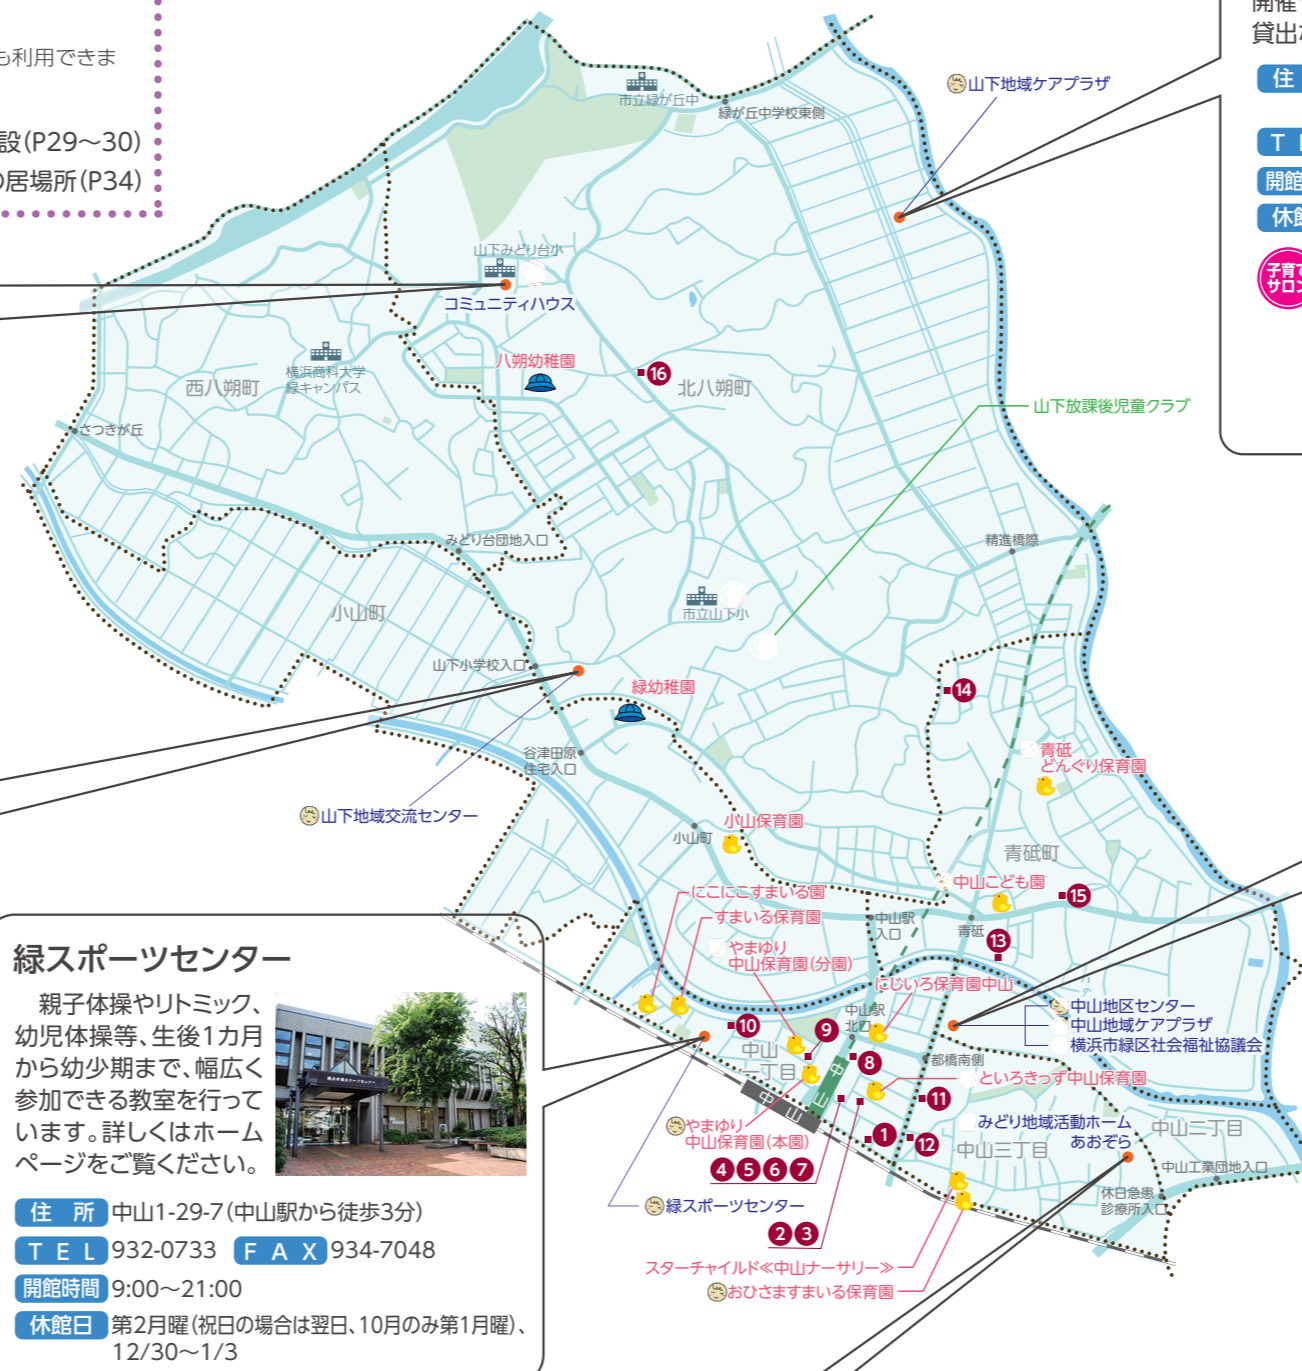 も利用できま
設(P29〜30)
の居場所(P34)
開催
貸出
住
T
開館
休館
子育て
サロン
市立緑が丘中
緑が丘中学校東側
山下地域ケアプラザ
山下みどり台小
コミュニティハウス
八朔幼稚園
横浜商科大学
緑キャンパス
西八朔町
16
北八朔町
山下放課後児童クラブ
さつきが丘
みどり台団地入口
精進橋際
小山町
市立山下小
山下小学校入口
緑幼稚園
14
谷津田原
住宅入口
青砥
どんぐり保育園
山下地域交流センター
小山町
小山保育園
青砥町
中山こども園
15
にこにこすまいる園
すまいる保育園
中山駅
入口
青砥
13
やまゆり
中山保育園(分園)
にじいろ保育園中山
中山地区センター
中山地域ケアプラザ
横浜市緑区社会福祉協議会
10
中山
一丁目
9
中山駅
北口
8
都橋南側
といろきっず中山保育園
中山
中山
11
みどり地域活動ホーム
あおぞら
中山二丁目
やまゆり
中山保育園(本園)
1
12
中山三丁目
中山工業団地入口
4 5 6 7
休日急患
診療所入口
緑スポーツセンター
2 3
スターチャイルド≪中山ナーサリー≫
おひさますまいる保育園
緑スポーツセンター
親子体操やリトミック、
幼児体操等、生後1カ月
から幼少期まで、幅広く
参加できる教室を行って
います。詳しくはホーム
ページをご覧ください。
住 所 中山1-29-7(中山駅から徒歩3分)
T E L 932-0733 F A X 934-7048
開館時間 9:00〜21:00
休館日 第2月曜(祝日の場合は翌日、10月のみ第1月曜)、
12/30〜1/3